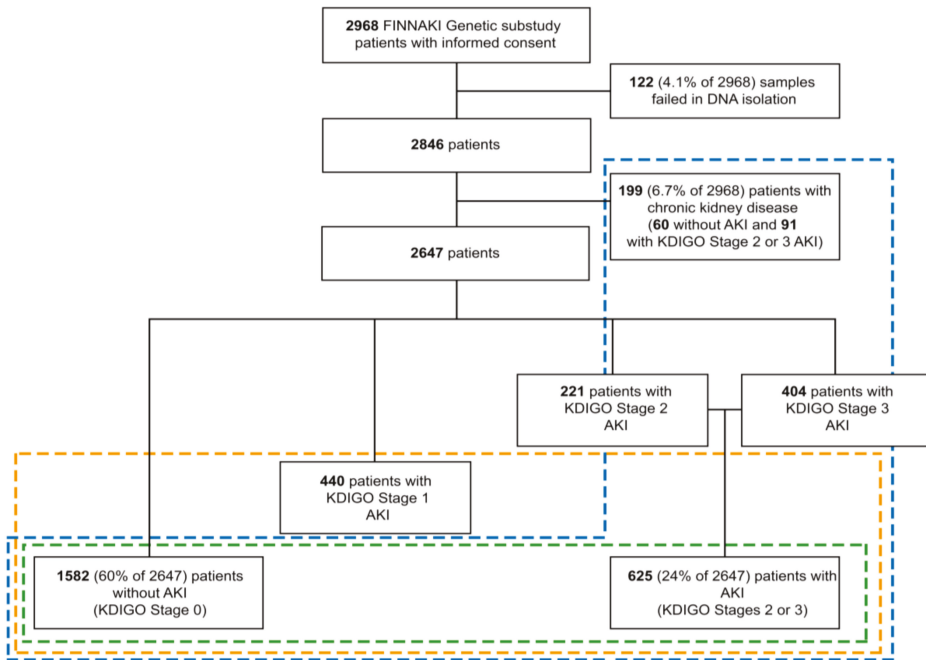 2968 FINNAKI Genetic substudy
patients with informed consent
122 (4.1% of 2968) samples
failed in DNA isolation
2846 patients
199 (6.7% of 2968) patients with
chronic kidney disease
(60 without AKI and 91
with KDIGO Stage 2 or 3 AKI)
2647 patients
221 patients with
KDIGO Stage 2
AKI
404 patients with
KDIGO Stage 3
AKI
440 patients with
KDIGO Stage 1
AKI
1582 (60% of 2647) patients
without AKI
(KDIGO Stage 0)
625 (24% of 2647) patients with
AKI
(KDIGO Stages 2 or 3)